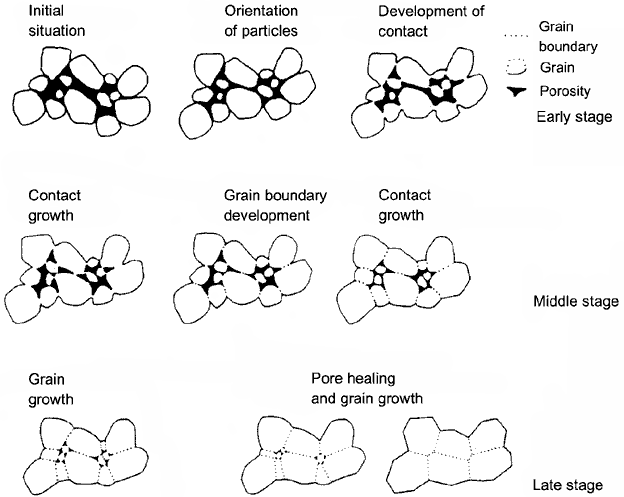 Initial
situation
Orientation
of particles
Development of
contact
Grain
boundary
Grain
Porosity
Early stage
Contact
growth
Grain boundary
development
Contact
growth
Middle stage
Grain
growth
Pore healing
and grain growth
Late stage